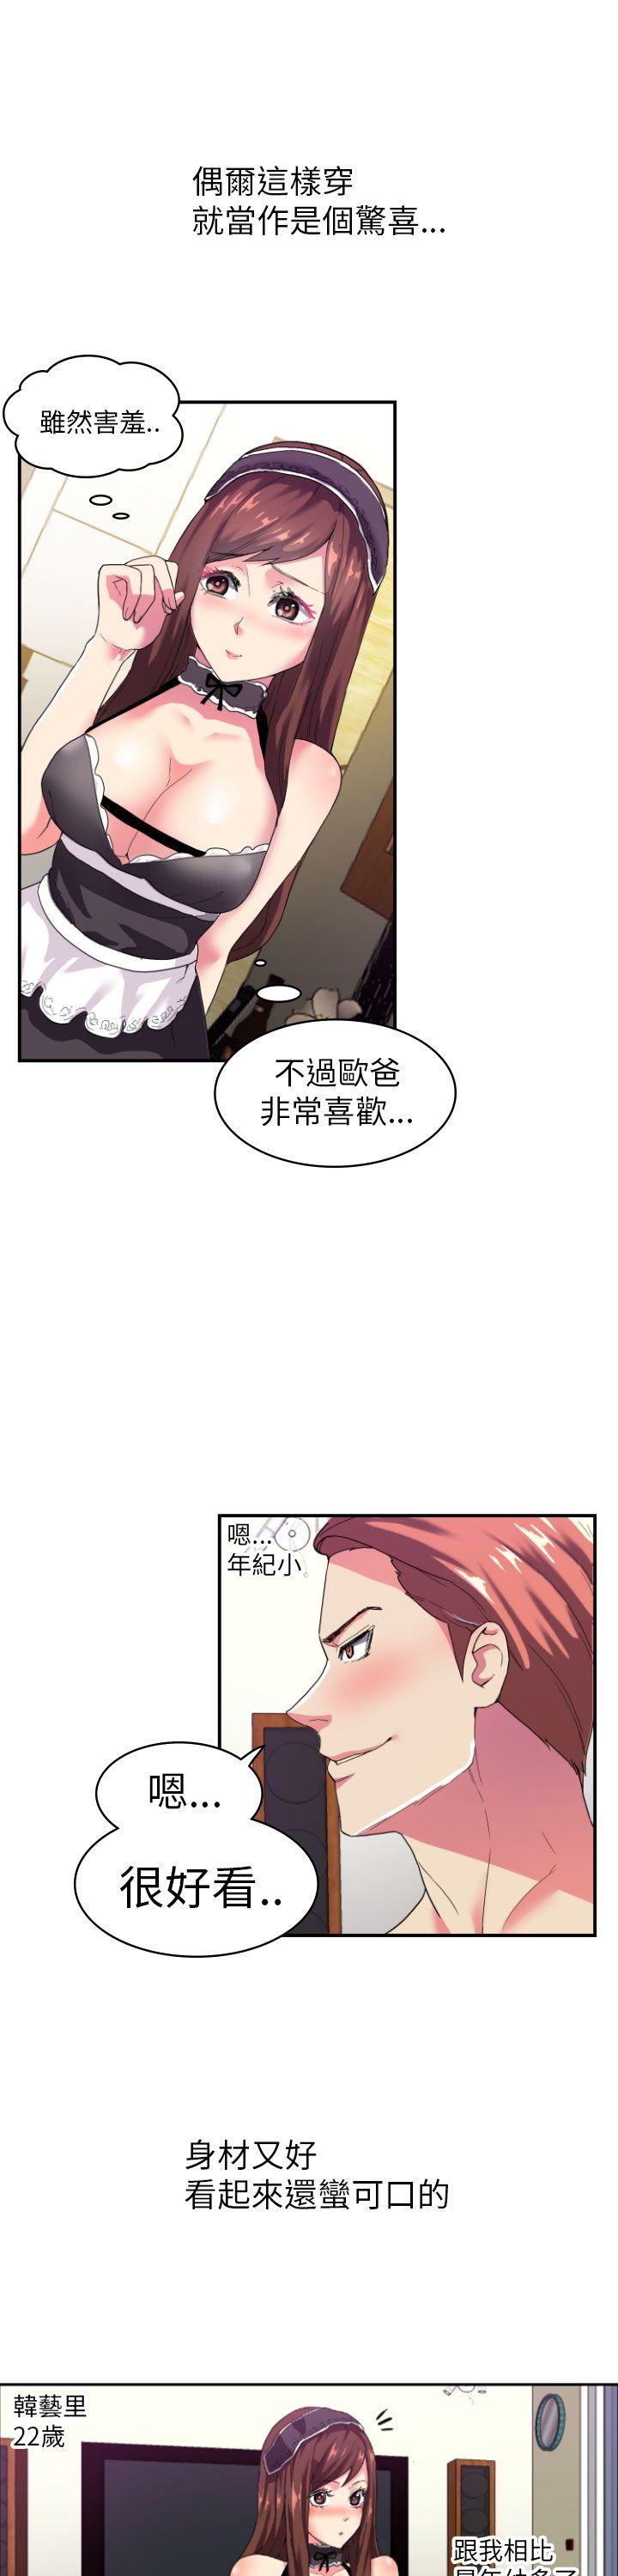 偶爾這樣穿
就當作是個驚喜...
雖然害羞..
不過歐爸
非常喜歡...
嗯...
年紀小
嗯...
很好看..
身材又好
看起來還蠻可口的
韓藝里
22歲
跟我相比